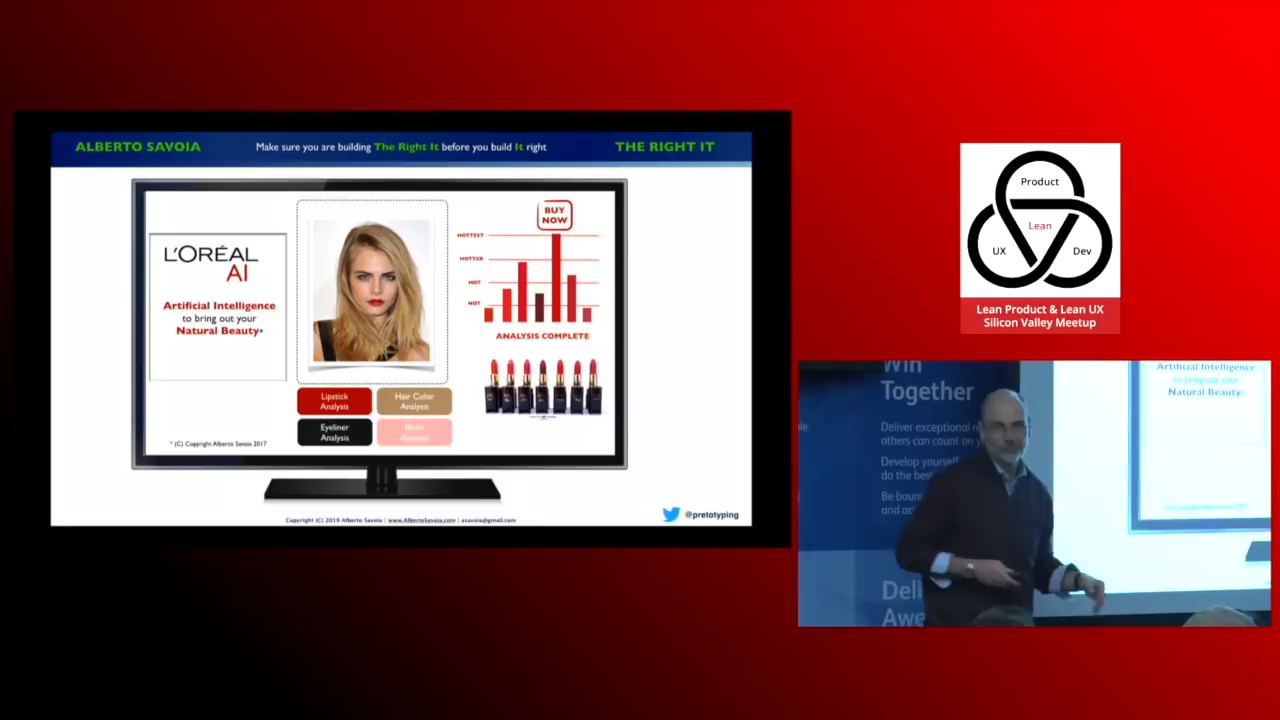 ALBERTO SAVOIA
Make sure you are building The Right It before you build It right
THE RIGHT IT
L'ORÉAL
AI
Artificial Intelligence
to bring out your
Natural Beauty*
* (C) Copyright Alberto Savoia 2017
Lipstick
Analysis
Hair Color
Analysis
Eyeliner
Analysis
Blush
Analysis
BUY
NOW
HOTTEST
HOTTER
HOT
NOT
ANALYSIS COMPLETE
Copyright (C) 2019 Alberto Savoia | www.AlbertoSavoia.com | asavoia@gmail.com
@pretotyping
Product
Lean
UX
Dev
Lean Product & Lean UX
Silicon Valley Meetup
Win
Together
Deliver exceptional
others can count on
Develop yourself
do the best
Be
and
Artificial Intelligence
to bring out your
Natural Beauty*